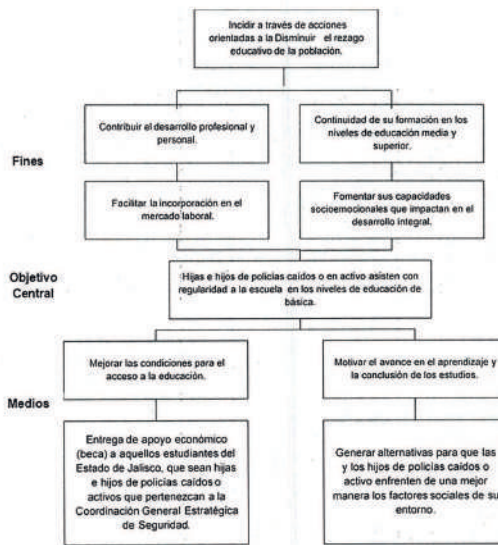 Incidir a través de acciones
orientadas a la Disminuir el rezago
educativo de la población.
Contribuir el desarrollo profesional y
personal.
Continuidad de su formación en los
niveles de educación media y
superior.
Fines
Facilitar la incorporación en el
mercado laboral.
Fomentar sus capacidades
socioemocionales que impactan en el
desarrollo integral.
Objetivo
Central
Hijas e hijos de policías caídos o en activo asisten con
regularidad a la escuela en los niveles de educación de
básica.
Mejorar las condiciones para el
acceso a la educación.
Motivar el avance en el aprendizaje y
la conclusión de los estudios.
Medios
Entrega de apoyo económico
(beca) a aquellos estudiantes del
Estado de Jalisco, que sean hijas
e hijos de policías caídos o
activos que pertenezcan a la
Coordinación General Estratégica
de Seguridad.
Generar alternativas para que las
y los hijos de policías caídos o
activo enfrenten de una mejor
manera los factores sociales de su
entorno.